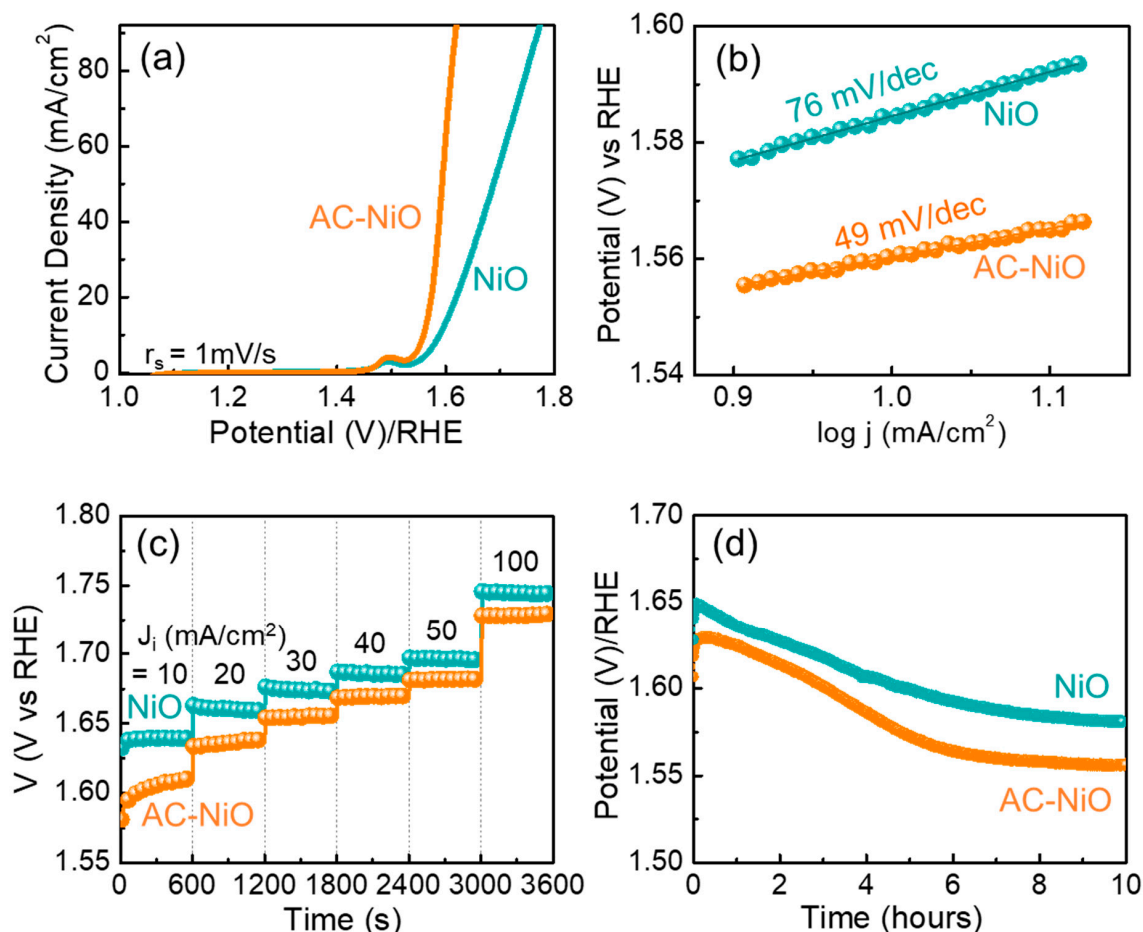 (a)
AC-NiO
NiO
rₛ = 1mV/s
Current Density (mA/cm²)
80
60
40
20
0
1.0 1.2 1.4 1.6 1.8
Potential (V)/RHE
(b)
76 mV/dec
NiO
49 mV/dec
AC-NiO
Potential (V) vs RHE
1.60
1.58
1.56
1.54
0.9 1.0 1.1
log j (mA/cm²)
(c)
100
Jᵢ (mA/cm²)
= 10 20 30 40 50
NiO
AC-NiO
V (V vs RHE)
1.80
1.75
1.70
1.65
1.60
1.55
0 600 1200 1800 2400 3000 3600
Time (s)
(d)
NiO
AC-NiO
Potential (V)/RHE
1.70
1.65
1.60
1.55
1.50
0 2 4 6 8 10
Time (hours)